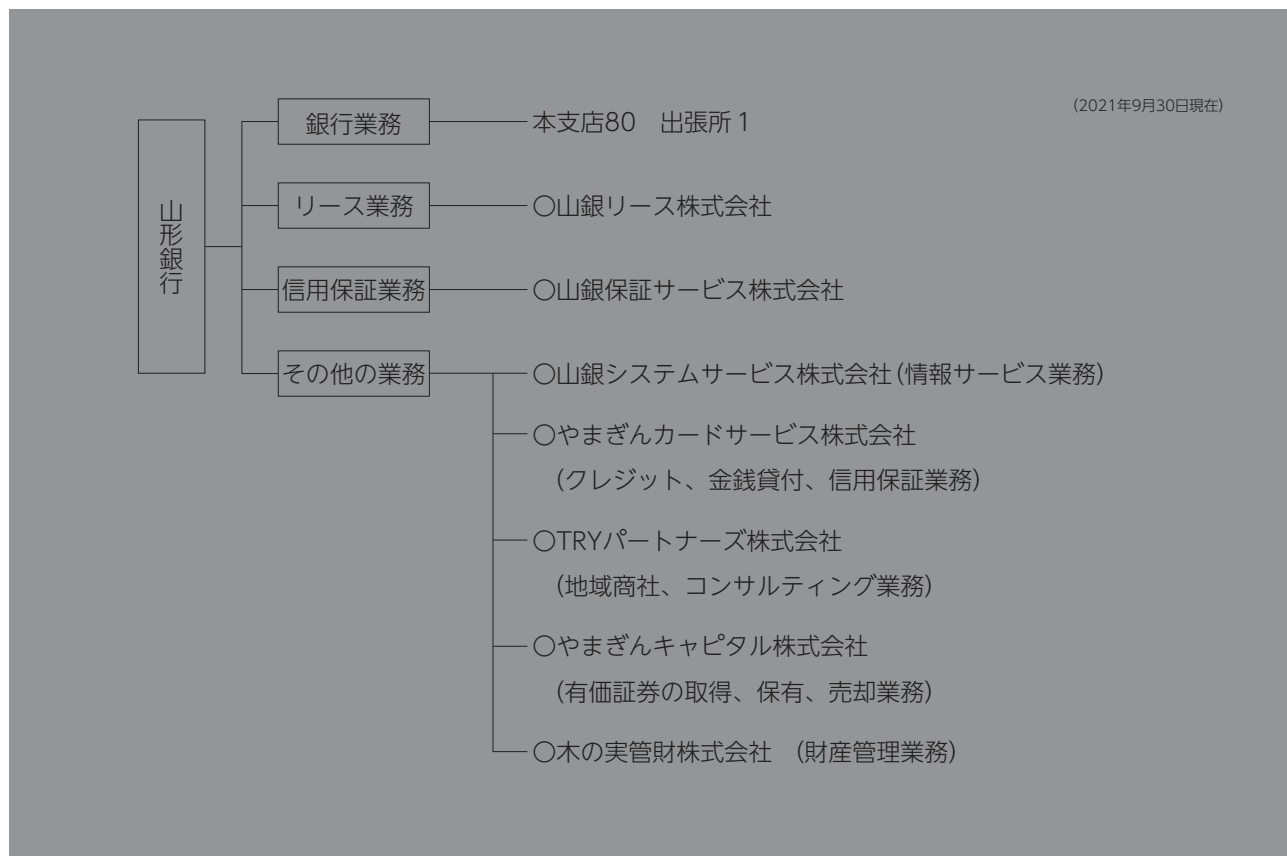 (2021年9月30日現在)
山形銀行
銀行業務
本支店80 出張所1
リース業務
○山銀リース株式会社
信用保証業務
○山銀保証サービス株式会社
その他の業務
○山銀システムサービス株式会社(情報サービス業務)
○やまぎんカードサービス株式会社
(クレジット、金銭貸付、信用保証業務)
○TRYパートナーズ株式会社
(地域商社、コンサルティング業務)
○やまぎんキャピタル株式会社
(有価証券の取得、保有、売却業務)
○木の実管財株式会社 (財産管理業務)